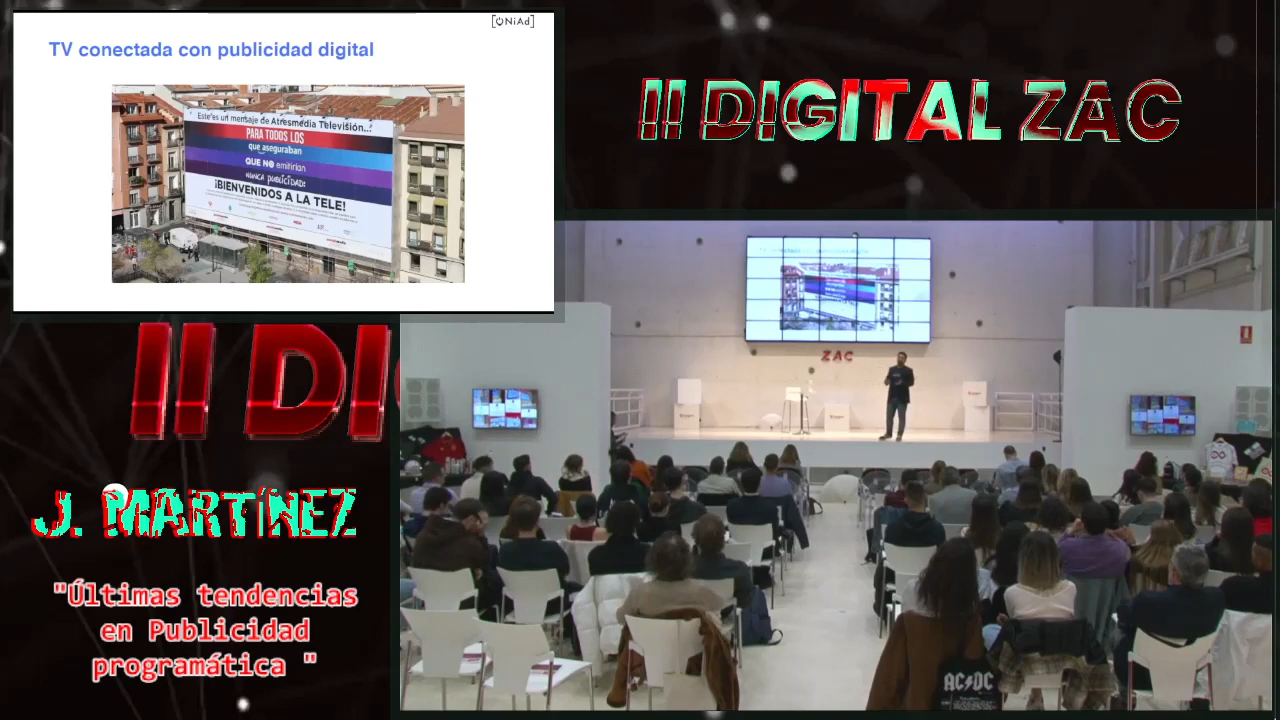 [ONiAd]
TV conectada con publicidad digital
Este es un mensaje de Atresmedia Televisión...
PARA TODOS LOS
que aseguraban
QUE NO emitirían
NUNCA PUBLICIDAD:
¡BIENVENIDOS A LA TELE!
II DIGITAL ZAC
II DI
ZAC
J. MARTÍNEZ
"Últimas tendencias
en Publicidad
programática "
AC DC